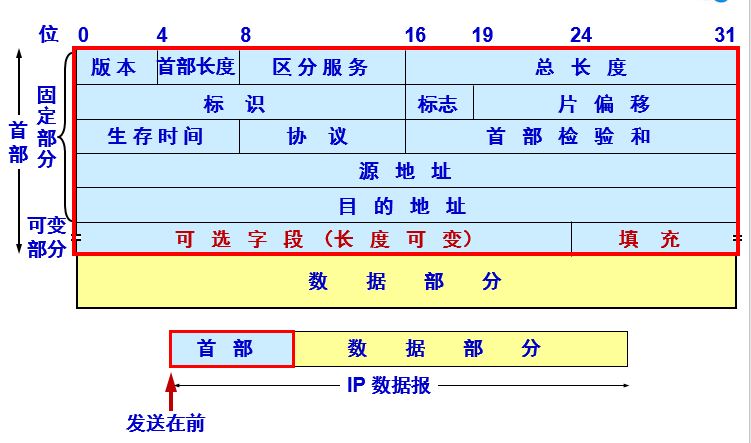 位 0 4 8 16 19 24 31
版本 首部长度 区分服务 总长度
标识 标志 片偏移
生存时间 协议 首部检验和
源地址
目的地址
可选字段（长度可变） 填充
数据部分
首部
固定部分
可变部分
首部 数据部分
IP 数据报
发送在前